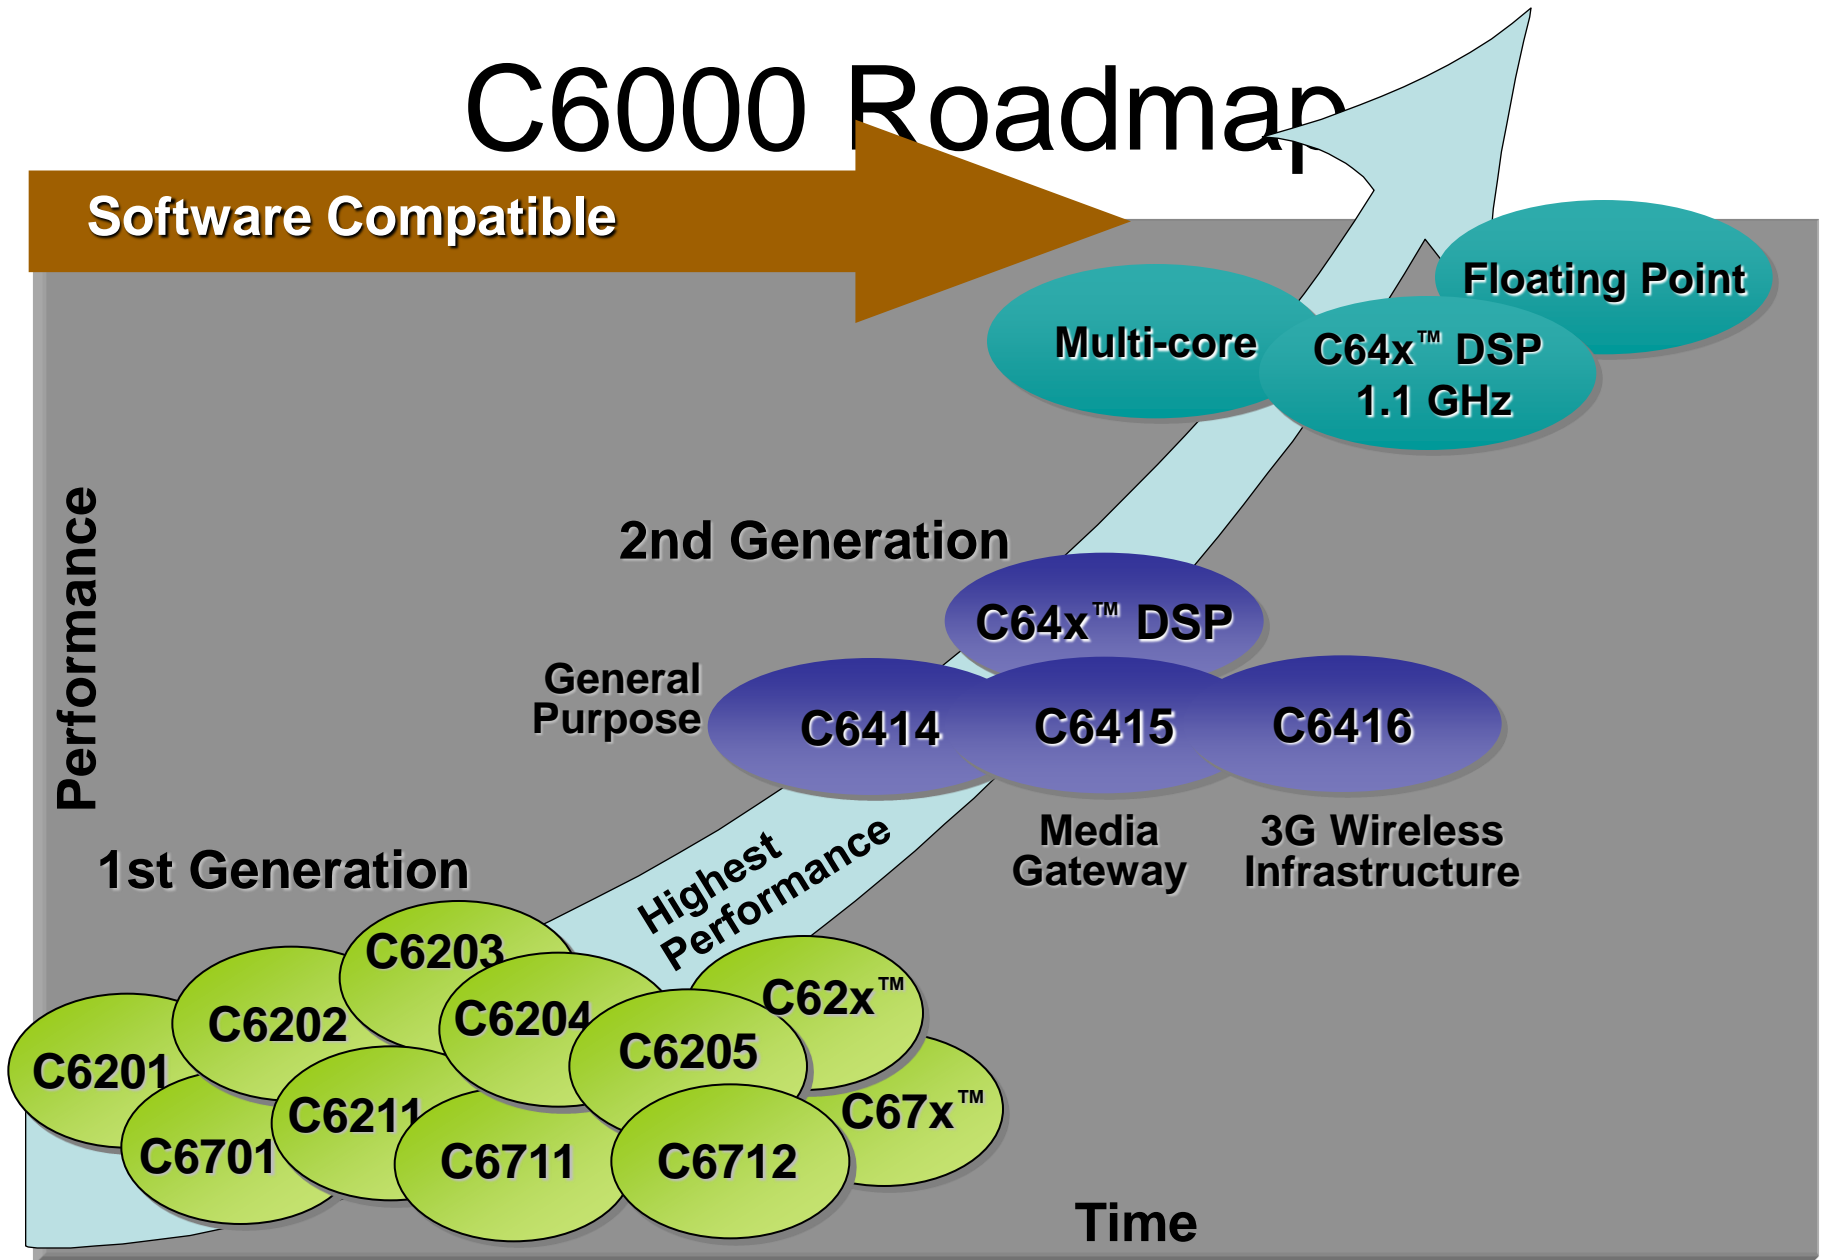 C6000 Roadmap
Software Compatible
Floating Point
Multi-core
C64x™ DSP
1.1 GHz
Performance
2nd Generation
C64x™ DSP
General
Purpose
C6414
C6415
C6416
Media
Gateway
3G Wireless
Infrastructure
Highest
Performance
1st Generation
C6203
C6202
C6204
C62x™
C6201
C6205
C6211
C67x™
C6701
C6711
C6712
Time